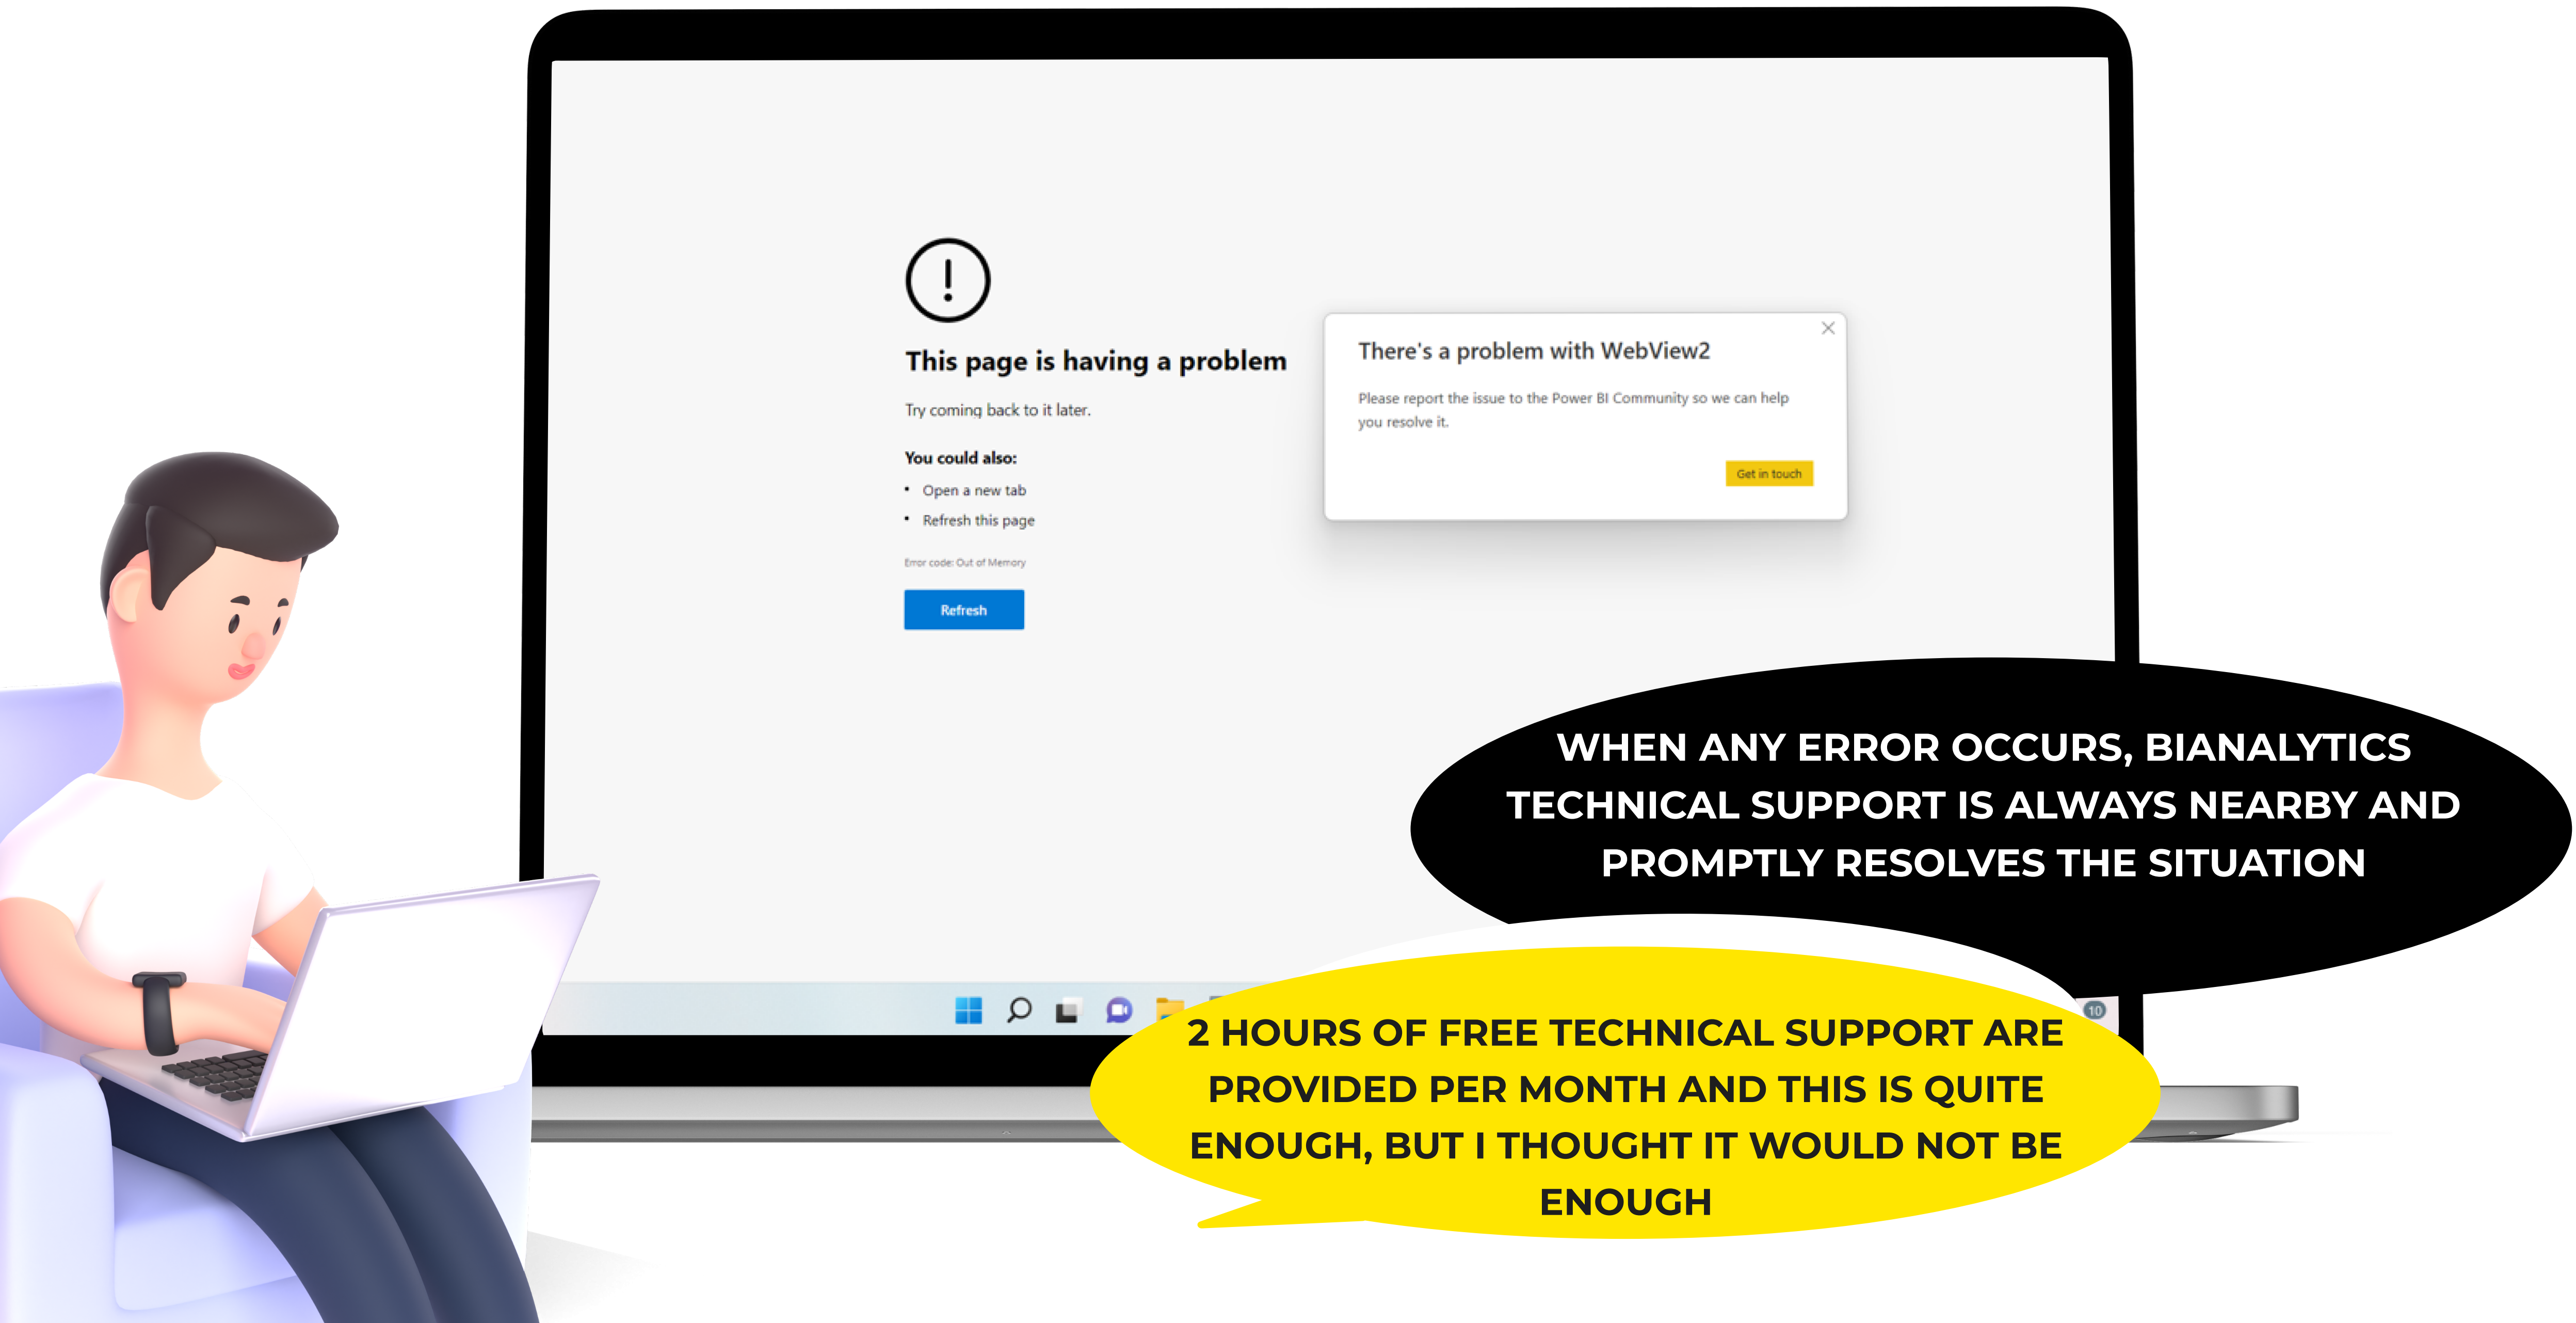 !
This page is having a problem
Try coming back to it later.
You could also:
• Open a new tab
• Refresh this page
Error code: Out of Memory
Refresh
There's a problem with WebView2
Please report the issue to the Power BI Community so we can help
you resolve it.
Get in touch
WHEN ANY ERROR OCCURS, BIANALYTICS
TECHNICAL SUPPORT IS ALWAYS NEARBY AND
PROMPTLY RESOLVES THE SITUATION
10
2 HOURS OF FREE TECHNICAL SUPPORT ARE
PROVIDED PER MONTH AND THIS IS QUITE
ENOUGH, BUT I THOUGHT IT WOULD NOT BE
ENOUGH